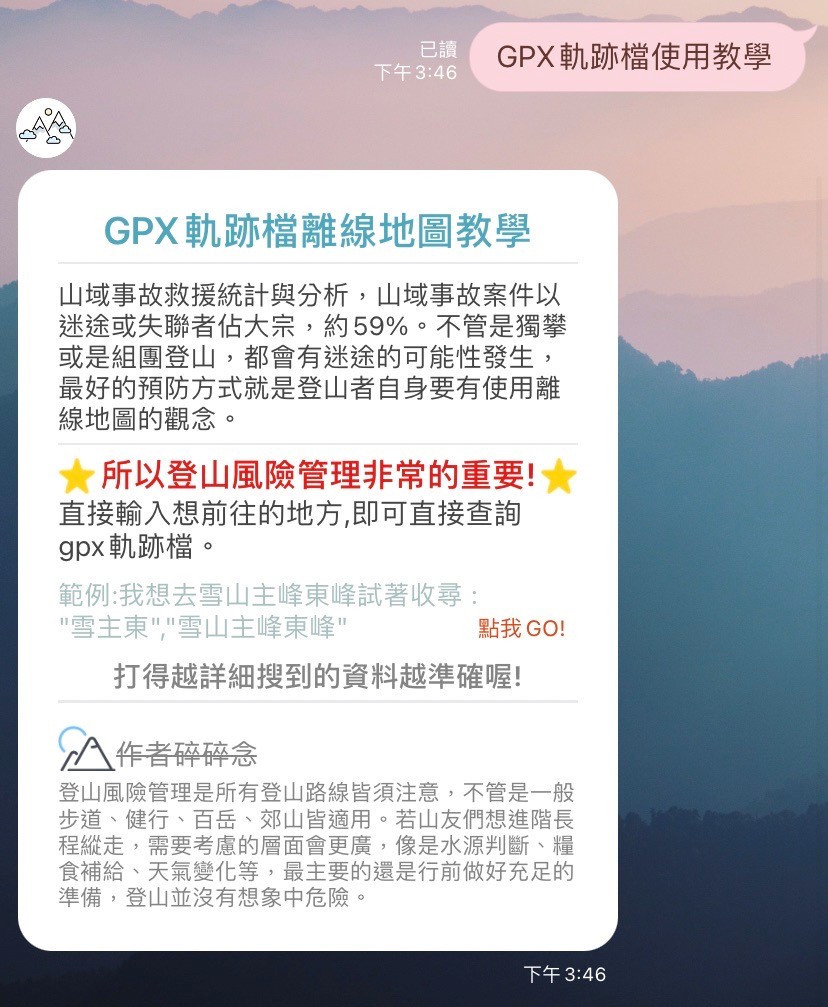 已讀
下午3:46
GPX軌跡檔使用教學
GPX軌跡檔離線地圖教學
山域事故救援統計與分析，山域事故案件以
迷途或失聯者佔大宗，約59%。不管是獨攀
或是組團登山，都會有迷途的可能性發生，
最好的預防方式就是登山者自身要有使用離
線地圖的觀念。
⭐所以登山風險管理非常的重要!⭐
直接輸入想前往的地方,即可直接查詢
gpx軌跡檔。
範例:我想去雪山主峰東峰試著收尋：
"雪主東","雪山主峰東峰"
點我GO!
打得越詳細搜到的資料越準確喔!
作者碎碎念
登山風險管理是所有登山路線皆須注意，不管是一般
步道、健行、百岳、郊山皆適用。若山友們想進階長
程縱走，需要考慮的層面會更廣，像是水源判斷、糧
食補給、天氣變化等，最主要的還是行前做好充足的
準備，登山並沒有想象中危險。
下午3:46